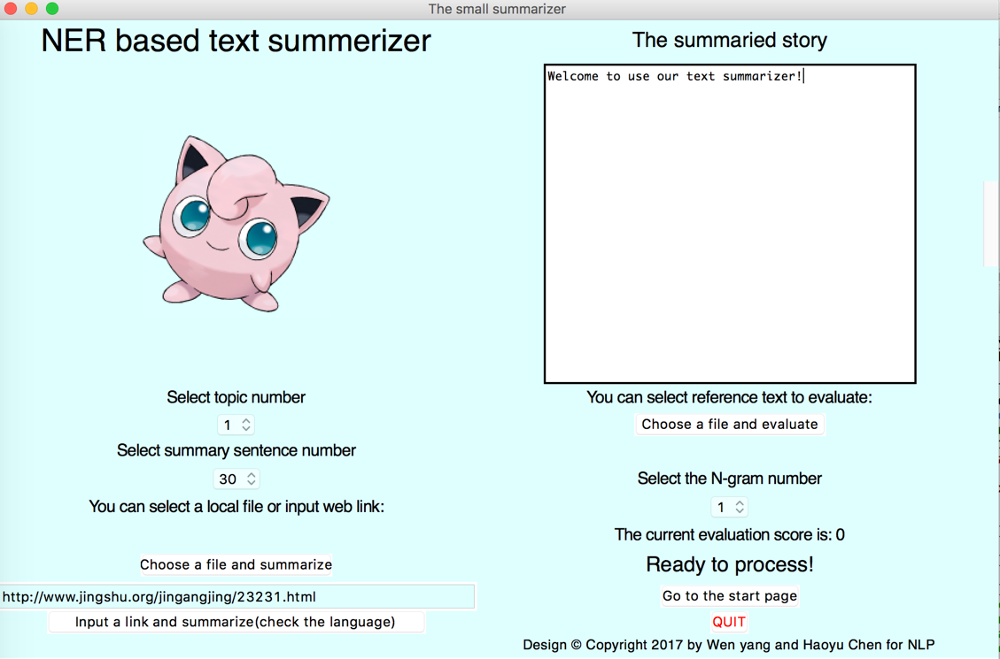 The small summarizer
NER based text summerizer
Select topic number
1
Select summary sentence number
30
You can select a local file or input web link:
Choose a file and summarize
http://www.jingshu.org/jingangjing/23231.html
Input a link and summarize(check the language)
The summaried story
Welcome to use our text summarizer!
You can select reference text to evaluate:
Choose a file and evaluate
Select the N-gram number
1
The current evaluation score is: 0
Ready to process!
Go to the start page
QUIT
Design © Copyright 2017 by Wen yang and Haoyu Chen for NLP